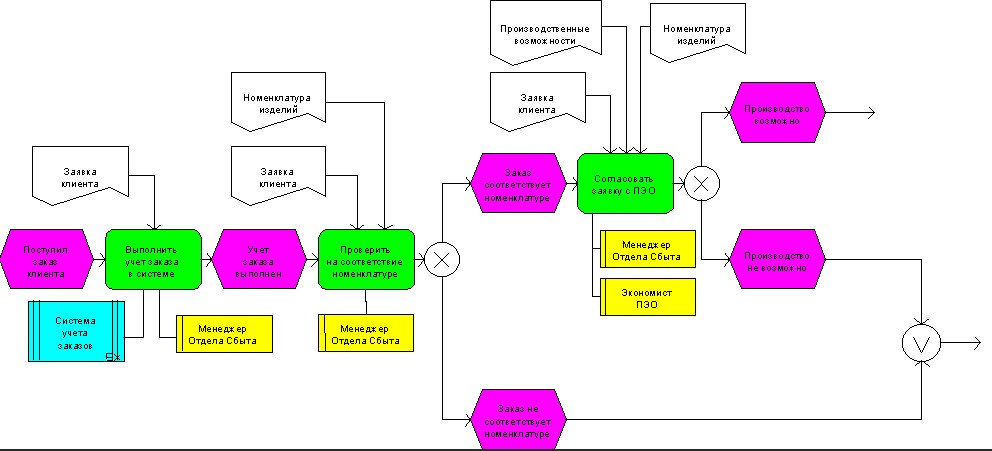 Производственные
возможности
Номенклатура
изделий
Заявка
клиента
Номенклатура
изделий
Производство
возможно
Заявка
клиента
Заявка
клиента
Заказ
соответствует
номенклатуре
Согласовать
заявку с ПЭО
Поступил
заказ
клиента
Выполнить
учет заказа
в системе
Учет
заказа
выполнен
Проверить
на соответствие
номенклатуре
Менеджер
Отдела Сбыта
Производство
не возможно
Экономист
ПЭО
Система
учета
заказов
Менеджер
Отдела Сбыта
Менеджер
Отдела Сбыта
Заказ не
соответствует
номенклатуре